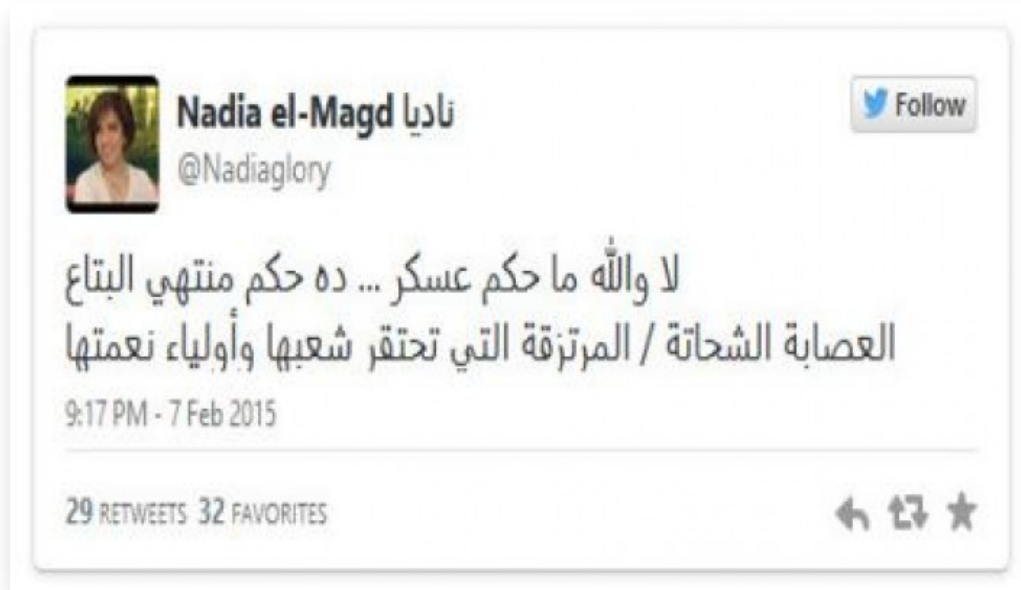 Nadia el-Magd ناديا
Follow
@Nadiaglory
لا والله ما حكم عسكر ... ده حكم منتهي البتاع
العصابة الشحاتة / المرتزقة التي تحتقر شعبها وأولياء نعمتها
9:17 PM - 7 Feb 2015
29 RETWEETS 32 FAVORITES